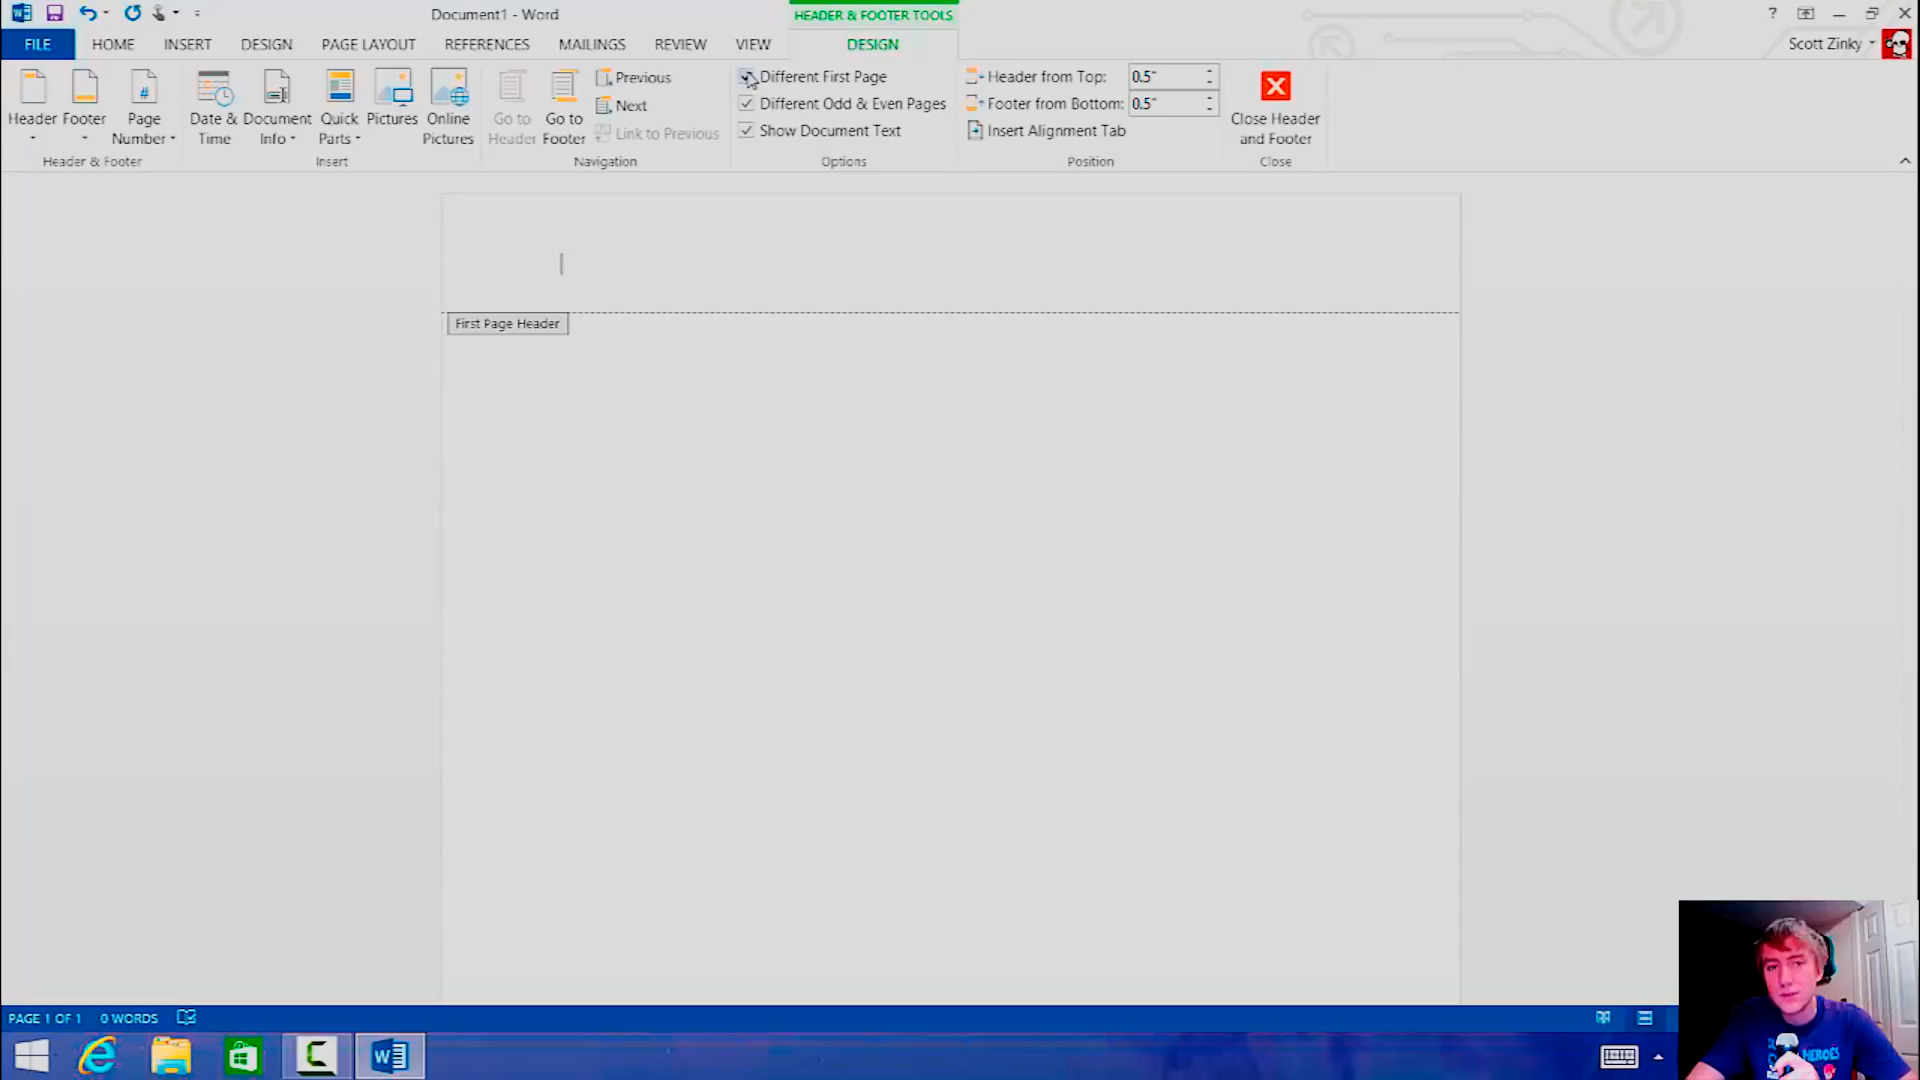 Document1 - Word
HEADER & FOOTER TOOLS
?
FILE
HOME
INSERT
DESIGN
PAGE LAYOUT
REFERENCES
MAILINGS
REVIEW
VIEW
DESIGN
Scott Zinky
Header
Footer
Page
Number
#
Header & Footer
Date &
Time
Document
Info
Quick
Parts
Pictures
Online
Pictures
Insert
Go to
Header
Go to
Footer
Previous
Next
Link to Previous
Navigation
Different First Page
Different Odd & Even Pages
Show Document Text
Options
Header from Top: 0.5"
Footer from Bottom: 0.5"
Insert Alignment Tab
Position
Close Header
and Footer
Close
First Page Header
PAGE 1 OF 1
0 WORDS
HEROES